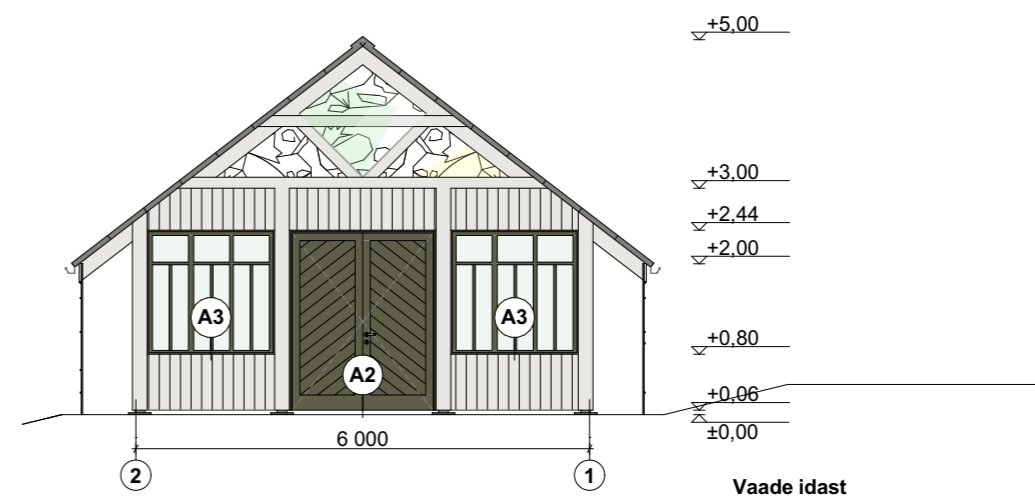 +5,00
+3,00
+2,44
+2,00
A3
A3
+0,80
A2
+0,06
±0,00
6 000
2
1
Vaade idast